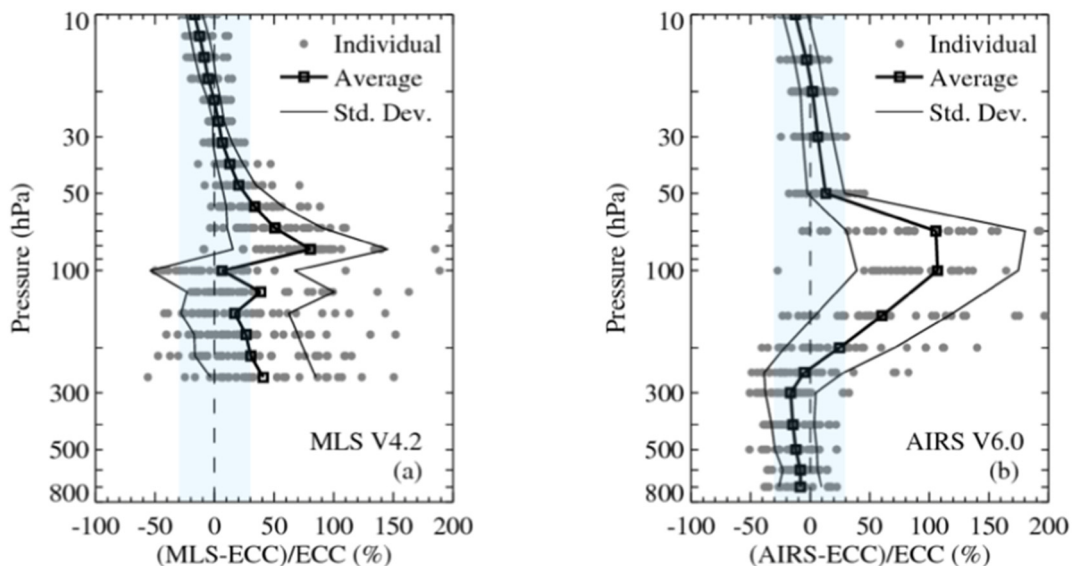 10
30
50
100
300
500
800
Pressure (hPa)
Individual
Average
Std. Dev.
MLS V4.2
(a)
-100 -50 0 50 100 150 200
(MLS-ECC)/ECC (%)
10
30
50
100
300
500
800
Pressure (hPa)
Individual
Average
Std. Dev.
AIRS V6.0
(b)
-100 -50 0 50 100 150 200
(AIRS-ECC)/ECC (%)